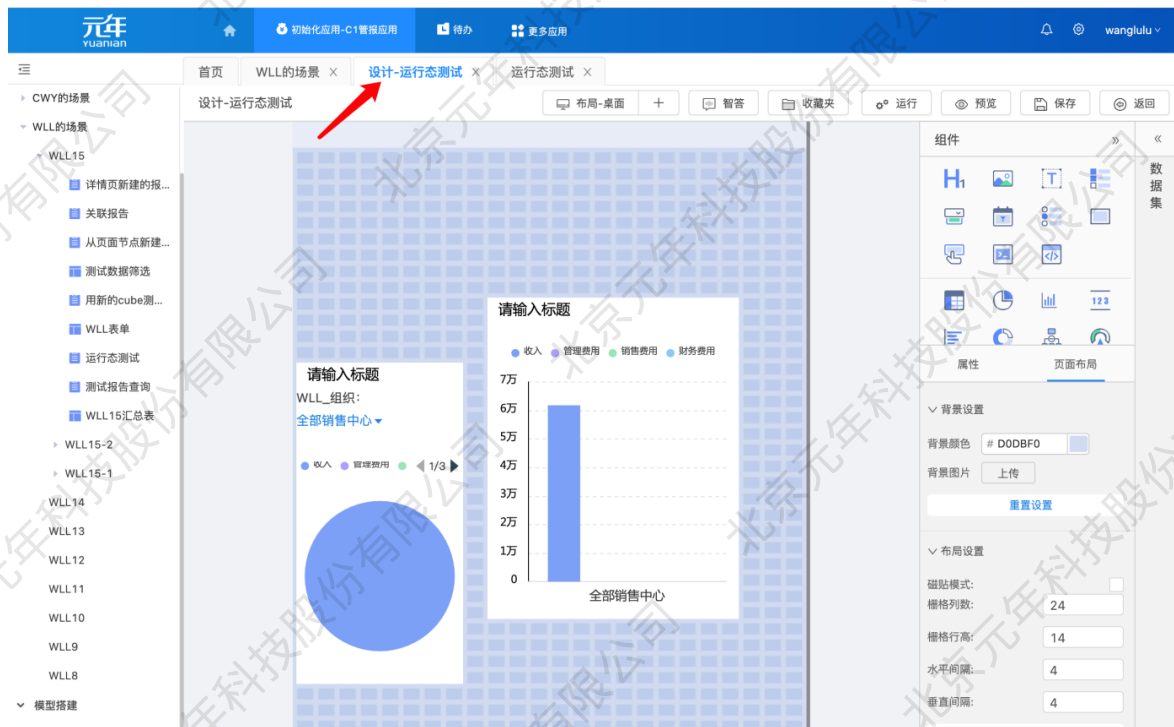 元年
yuanian
初始化应用-C1管报应用
待办
更多应用
wanglulu
首页
WLL的场景
设计-运行态测试
运行态测试
CWY的场景
WLL的场景
WLL15
详情页新建的报...
关联报告
从页面节点新建...
测试数据筛选
用新的cube测...
WLL表单
运行态测试
测试报告查询
WLL15汇总表
WLL15-2
WLL15-1
WLL14
WLL13
WLL12
WLL11
WLL10
WLL9
WLL8
模型搭建
设计-运行态测试
布局-桌面
智答
收藏夹
运行
预览
保存
返回
请输入标题
WLL_组织:
全部销售中心
收入 管理费用 1/3
请输入标题
收入 管理费用 销售费用 财务费用
7万
6万
5万
4万
3万
2万
1万
0
全部销售中心
组件
H1
T
123
属性
页面布局
背景设置
背景颜色 # D0DBF0
背景图片 上传
重置设置
布局设置
磁贴模式:
栅格列数: 24
栅格行高: 14
水平间隔: 4
垂直间隔: 4
数据集
北京元年科技股份有限公司